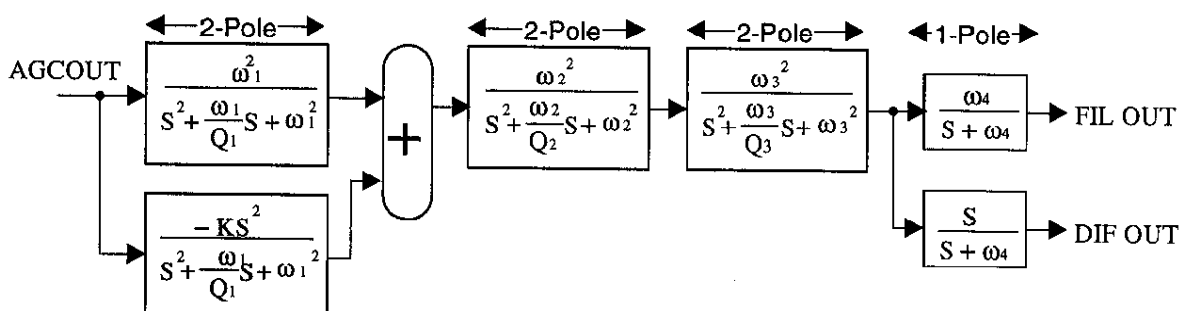 2-Pole 2-Pole 2-Pole 1-Pole
AGCOUT
ω²₁
S² + ω₁/Q₁ S + ω₁²
+
ω₂²
S² + ω₂/Q₂ S + ω₂²
ω₃²
S² + ω₃/Q₃ S + ω₃²
ω₄
S + ω₄
FIL OUT
− KS²
S² + ω₁/Q₁ S + ω₁²
S
S + ω₄
DIF OUT